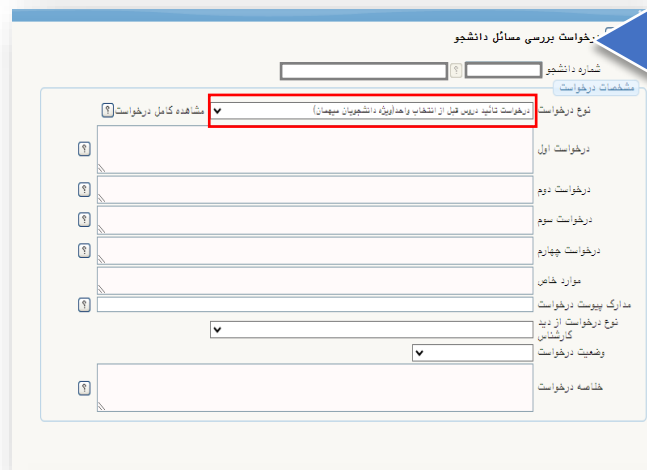 درخواست بررسی مسائل دانشجو
شماره دانشجو
مشخصات درخواست
نوع درخواست درخواست تائید دروس قبل از انتخاب واحد(ویژه دانشجویان میهمان) مشاهده کامل درخواست
درخواست اول
درخواست دوم
درخواست سوم
درخواست چهارم
موارد خاص
مدارک پیوست درخواست
نوع درخواست از دید
کارشناس
وضعیت درخواست
خلاصه درخواست